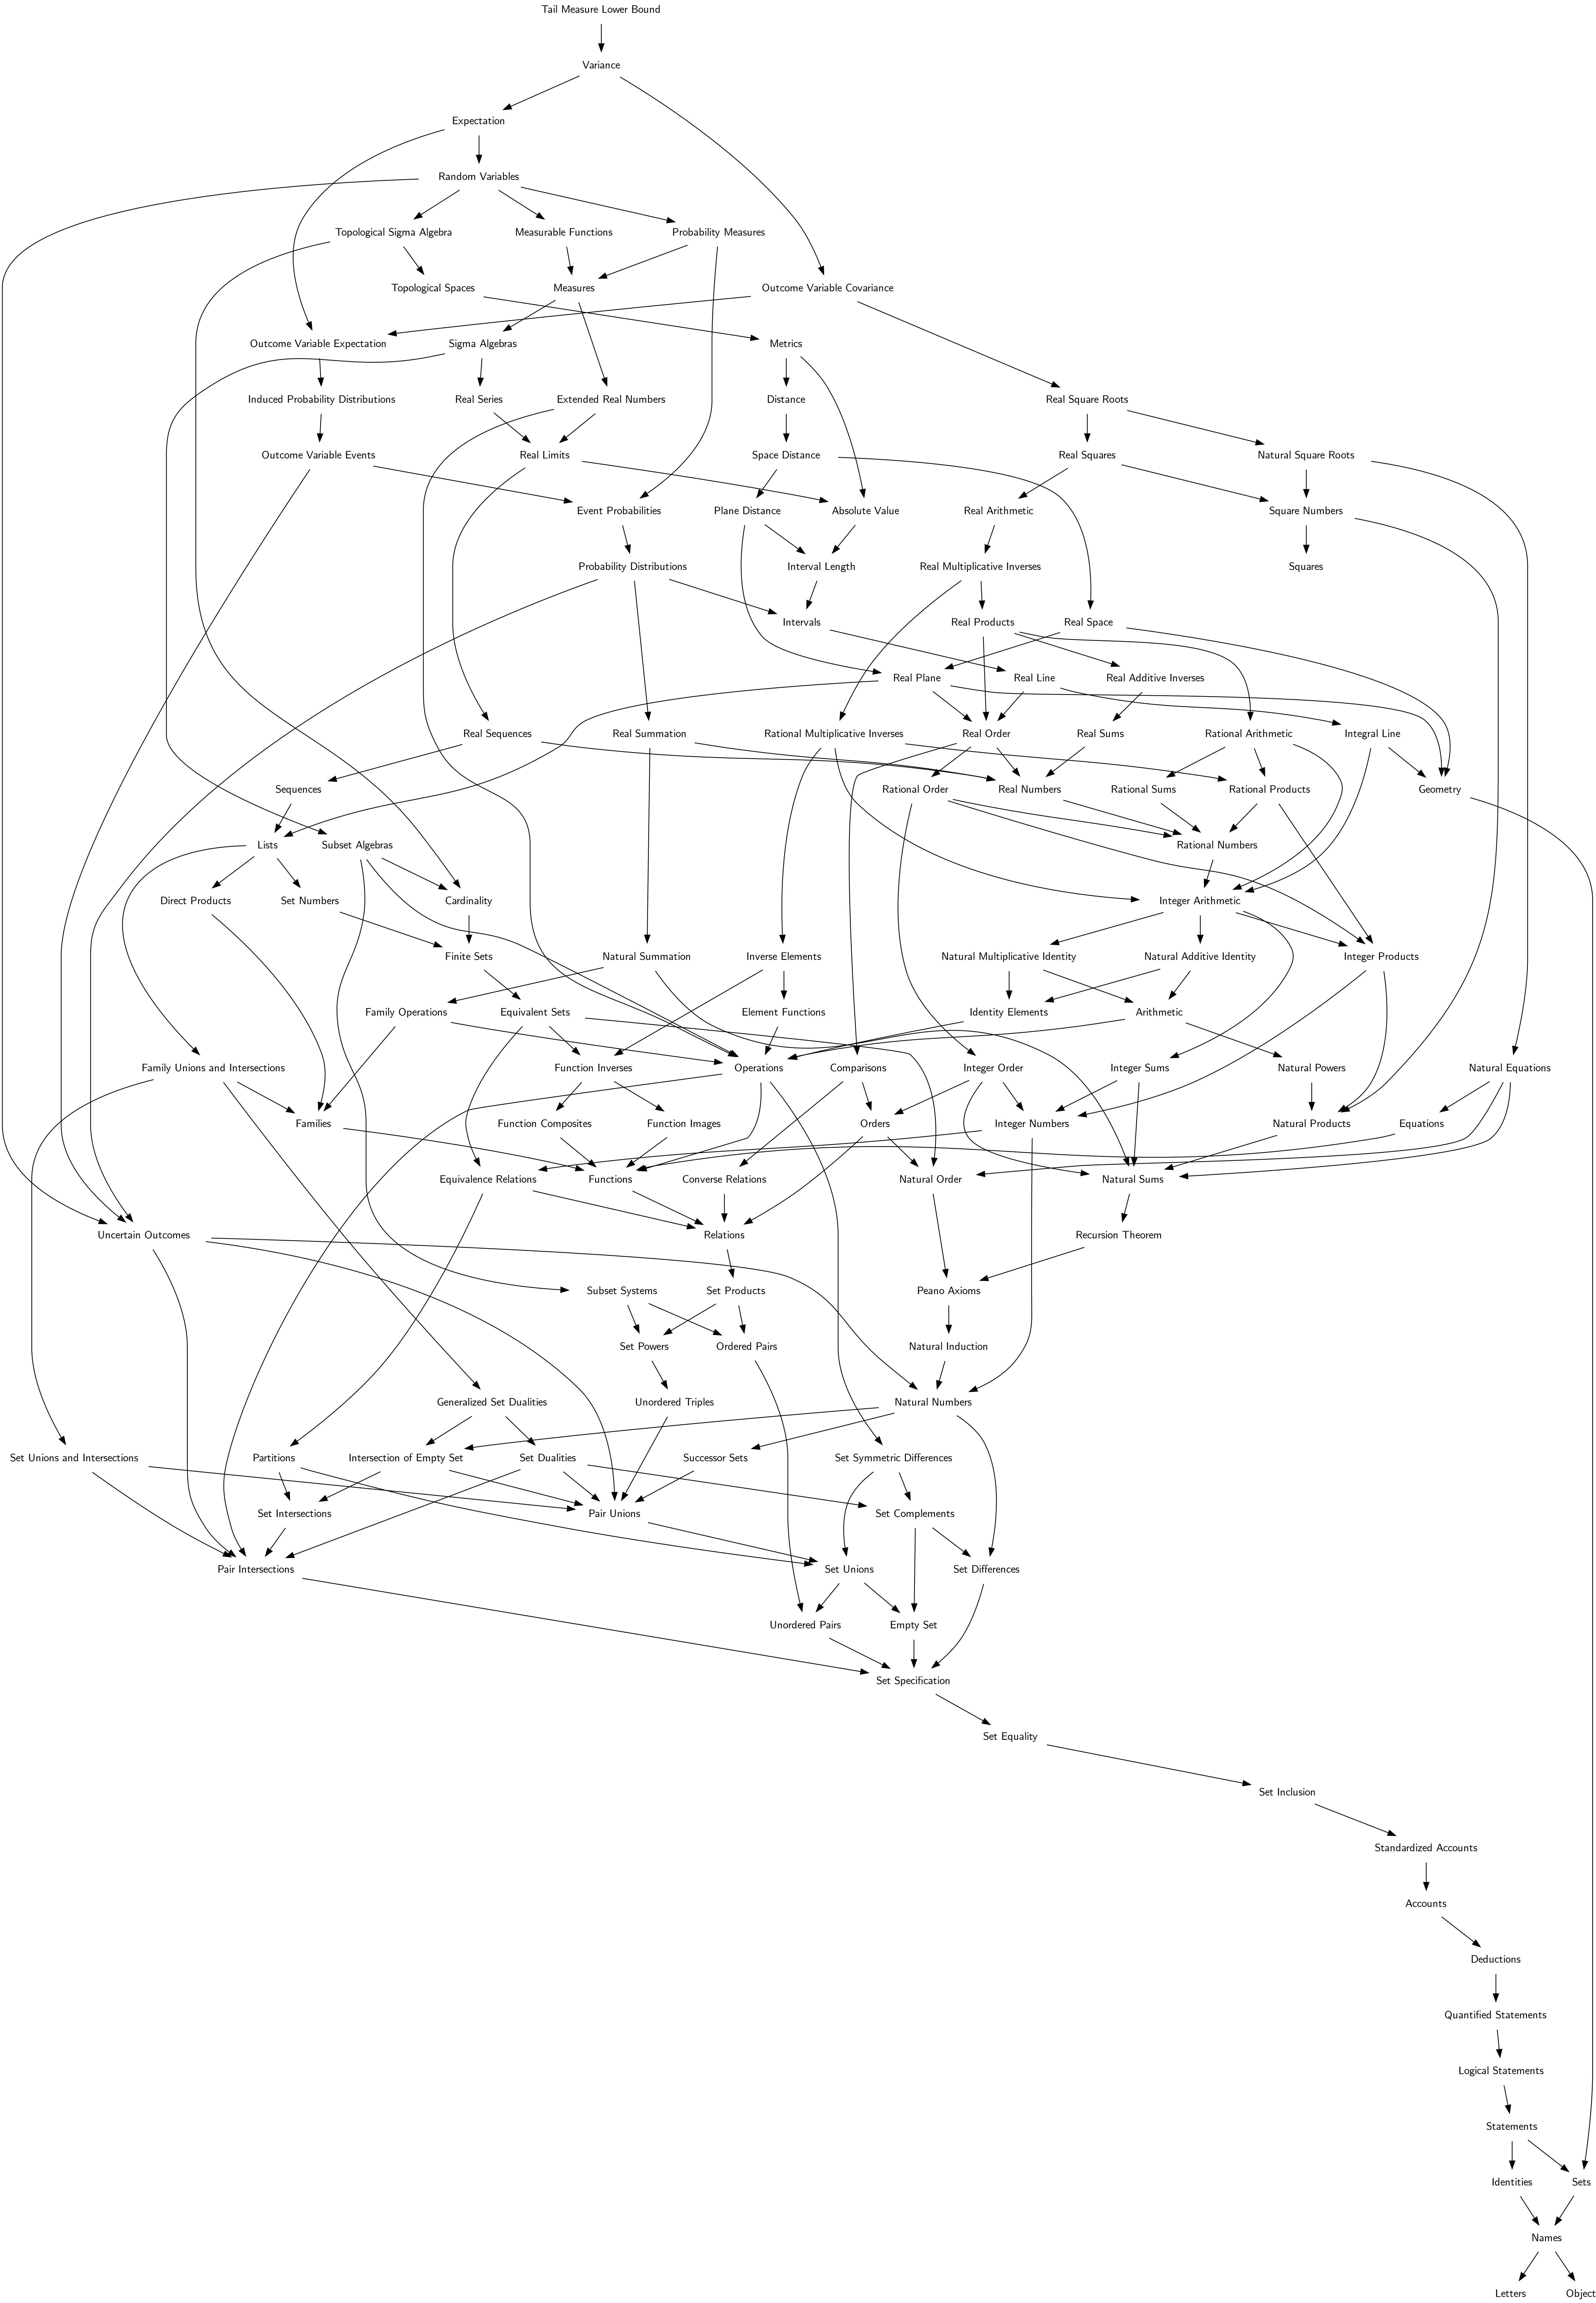 Tail Measure Lower Bound
Variance
Expectation
Random Variables
Topological Sigma Algebra
Measurable Functions
Probability Measures
Topological Spaces
Measures
Outcome Variable Covariance
Outcome Variable Expectation
Sigma Algebras
Metrics
Induced Probability Distributions
Real Series
Extended Real Numbers
Distance
Real Square Roots
Outcome Variable Events
Real Limits
Space Distance
Real Squares
Natural Square Roots
Event Probabilities
Plane Distance
Absolute Value
Real Arithmetic
Square Numbers
Probability Distributions
Interval Length
Real Multiplicative Inverses
Squares
Intervals
Real Products
Real Space
Real Plane
Real Line
Real Additive Inverses
Real Sequences
Real Summation
Rational Multiplicative Inverses
Real Order
Real Sums
Rational Arithmetic
Integral Line
Sequences
Rational Order
Real Numbers
Rational Sums
Rational Products
Geometry
Lists
Subset Algebras
Rational Numbers
Direct Products
Set Numbers
Cardinality
Integer Arithmetic
Finite Sets
Natural Summation
Inverse Elements
Natural Multiplicative Identity
Natural Additive Identity
Integer Products
Family Operations
Equivalent Sets
Element Functions
Identity Elements
Arithmetic
Family Unions and Intersections
Function Inverses
Operations
Comparisons
Integer Order
Integer Sums
Natural Powers
Natural Equations
Families
Function Composites
Function Images
Orders
Integer Numbers
Natural Products
Equations
Equivalence Relations
Functions
Converse Relations
Natural Order
Natural Sums
Uncertain Outcomes
Relations
Recursion Theorem
Subset Systems
Set Products
Peano Axioms
Set Powers
Ordered Pairs
Natural Induction
Generalized Set Dualities
Unordered Triples
Natural Numbers
Set Unions and Intersections
Partitions
Intersection of Empty Set
Set Dualities
Successor Sets
Set Symmetric Differences
Set Intersections
Pair Unions
Set Complements
Pair Intersections
Set Unions
Set Differences
Unordered Pairs
Empty Set
Set Specification
Set Equality
Set Inclusion
Standardized Accounts
Accounts
Deductions
Quantified Statements
Logical Statements
Statements
Identities
Sets
Names
Letters
Object